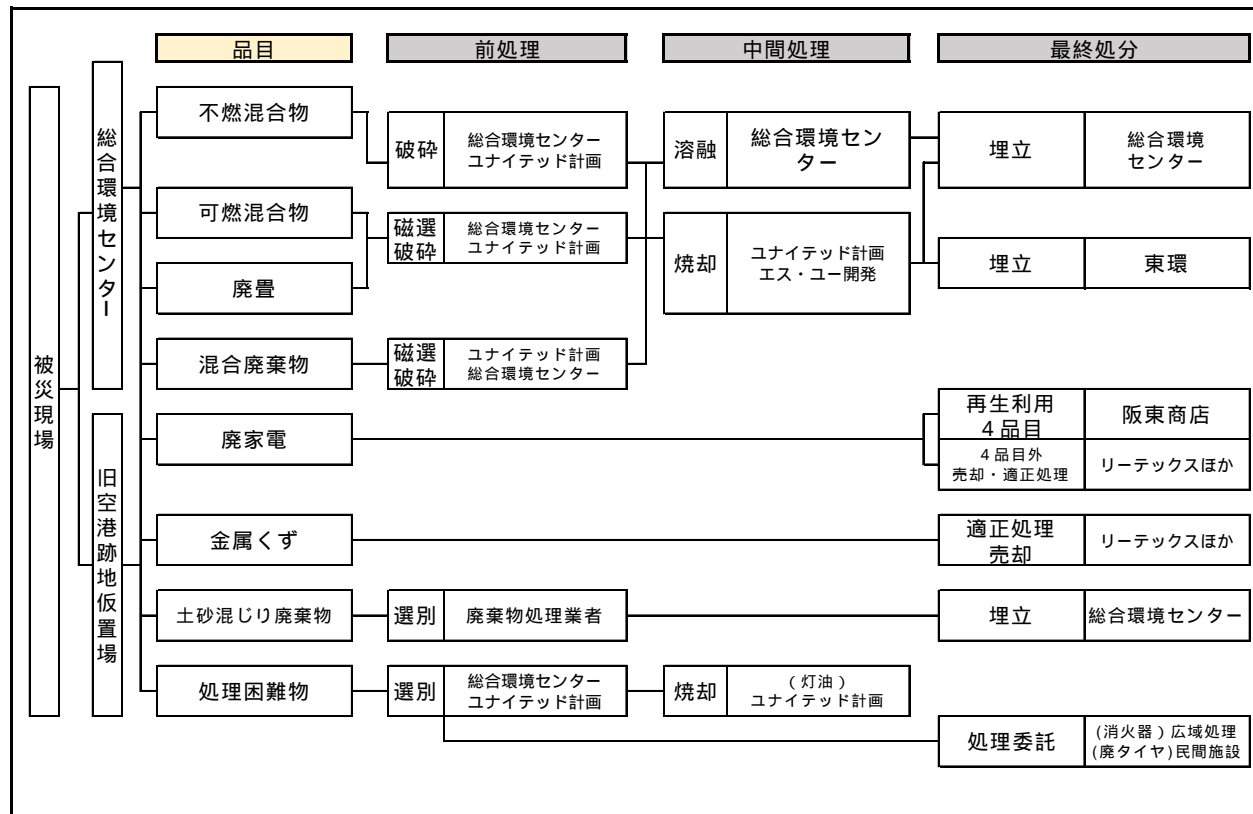 品目
前処理
中間処理
最終処分
被災現場
総合環境センター
旧空港跡地仮置場
不燃混合物
破砕
総合環境センター
ユナイテッド計画
溶融
総合環境セン
ター
埋立
総合環境
センター
可燃混合物
磁選
破砕
総合環境センター
ユナイテッド計画
焼却
ユナイテッド計画
エス・ユー開発
埋立
東環
廃畳
混合廃棄物
磁選
破砕
ユナイテッド計画
総合環境センター
廃家電
再生利用
4品目
阪東商店
4品目外
売却・適正処理
リーテックスほか
金属くず
適正処理
売却
リーテックスほか
土砂混じり廃棄物
選別
廃棄物処理業者
埋立
総合環境センター
処理困難物
選別
総合環境センター
ユナイテッド計画
焼却
(灯油)
ユナイテッド計画
処理委託
(消火器)広域処理
(廃タイヤ)民間施設